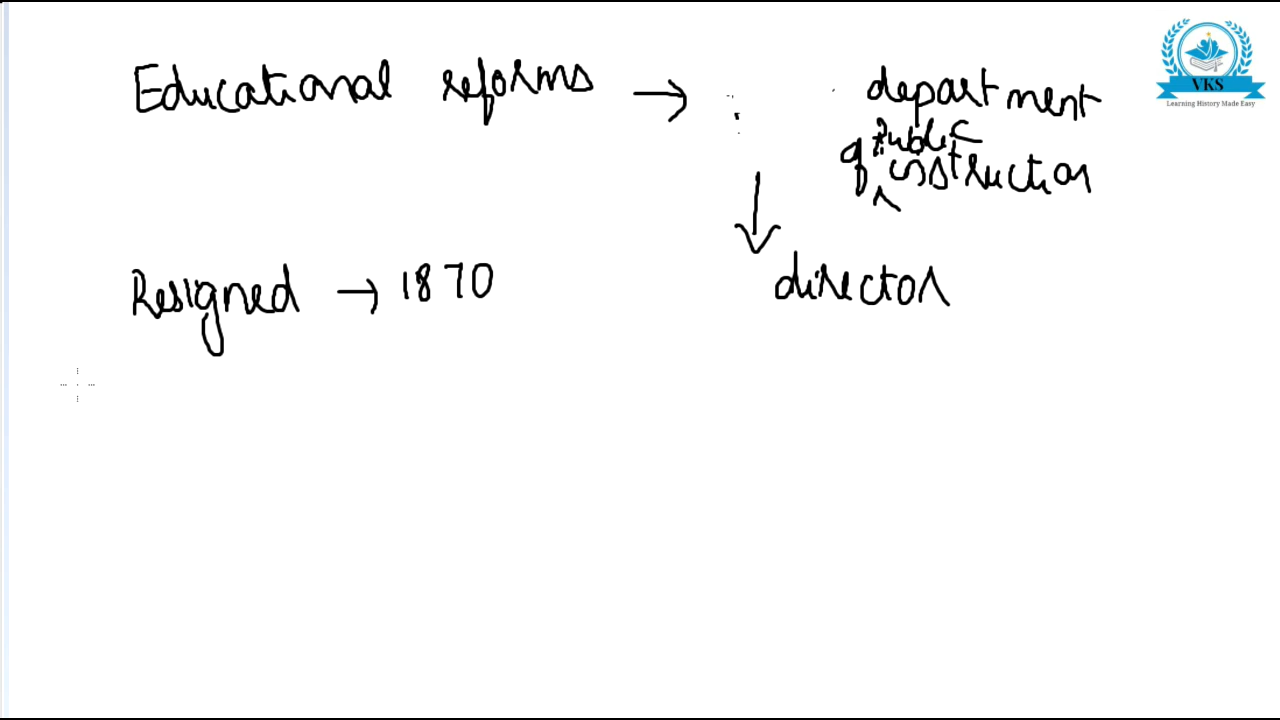 Educational reforms → department
of public instruction
↓
director
Resigned → 1870
VKS
Learning History Made Easy